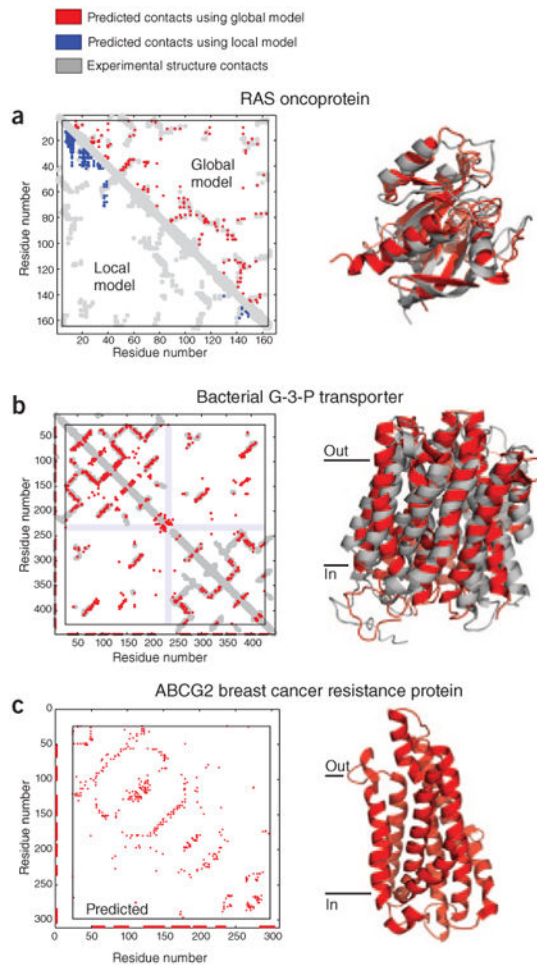 Predicted contacts using global model
Predicted contacts using local model
Experimental structure contacts
a
RAS oncoprotein
Residue number
20
40
60
80
100
120
140
160
Global
model
Local
model
20 40 60 80 100 120 140 160
Residue number
b
Bacterial G-3-P transporter
Residue number
50
100
150
200
250
300
350
400
50 100 150 200 250 300 350 400
Residue number
Out
In
c
ABCG2 breast cancer resistance protein
Residue number
0
50
100
150
200
250
300
Predicted
0 50 100 150 200 250 300
Residue number
Out
In